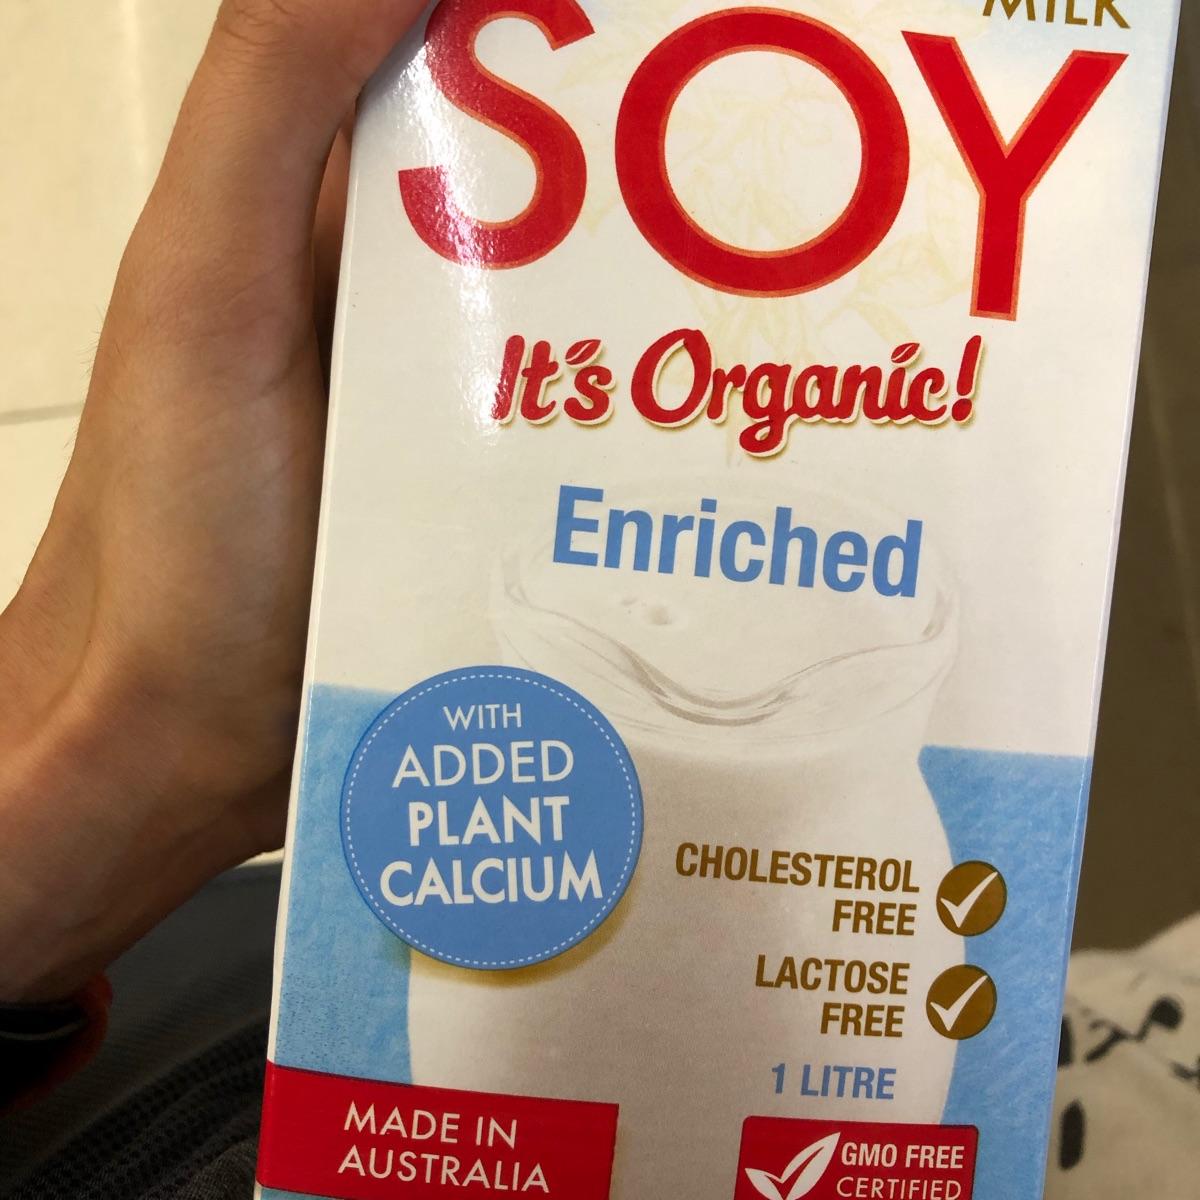 MILK
SOY
It's Organic!
Enriched
WITH
ADDED
PLANT
CALCIUM
CHOLESTEROL
FREE
LACTOSE
FREE
1 LITRE
MADE IN
AUSTRALIA
GMO FREE
CERTIFIED